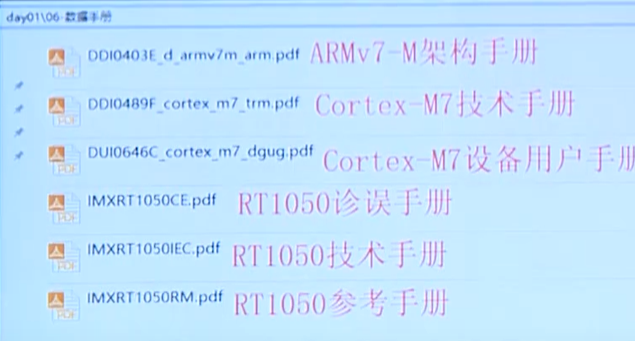 day01\06-数据手册
DDI0403E_d_armv7m_arm.pdf ARMv7-M架构手册
DDI0489F_cortex_m7_trm.pdf Cortex-M7技术手册
DUI0646C_cortex_m7_dgug.pdf Cortex-M7设备用户手册
IMXRT1050CE.pdf RT1050诊误手册
IMXRT1050IEC.pdf RT1050技术手册
IMXRT1050RM.pdf RT1050参考手册